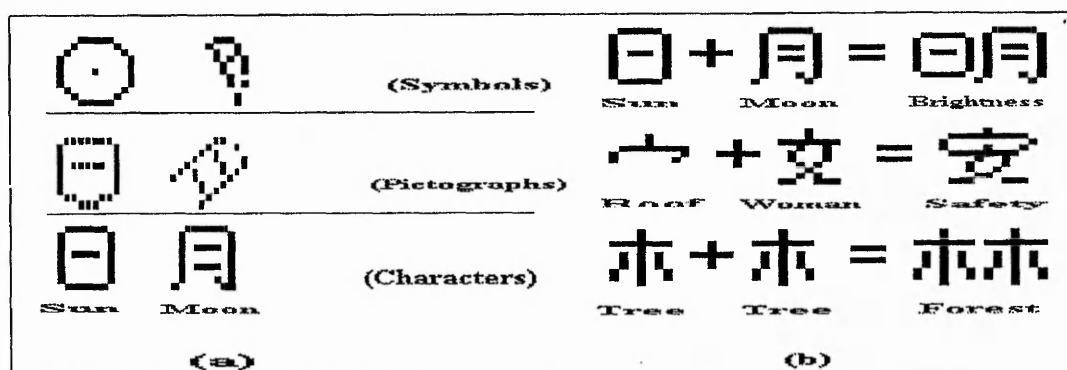 (Symbols)
(Pictographs)
日 月
(Characters)
Sun Moon
(a)
日 + 月 = 明
Sun Moon Brightness
宀 + 女 = 安
Roof Woman Safety
木 + 木 = 林
Tree Tree Forest
(b)